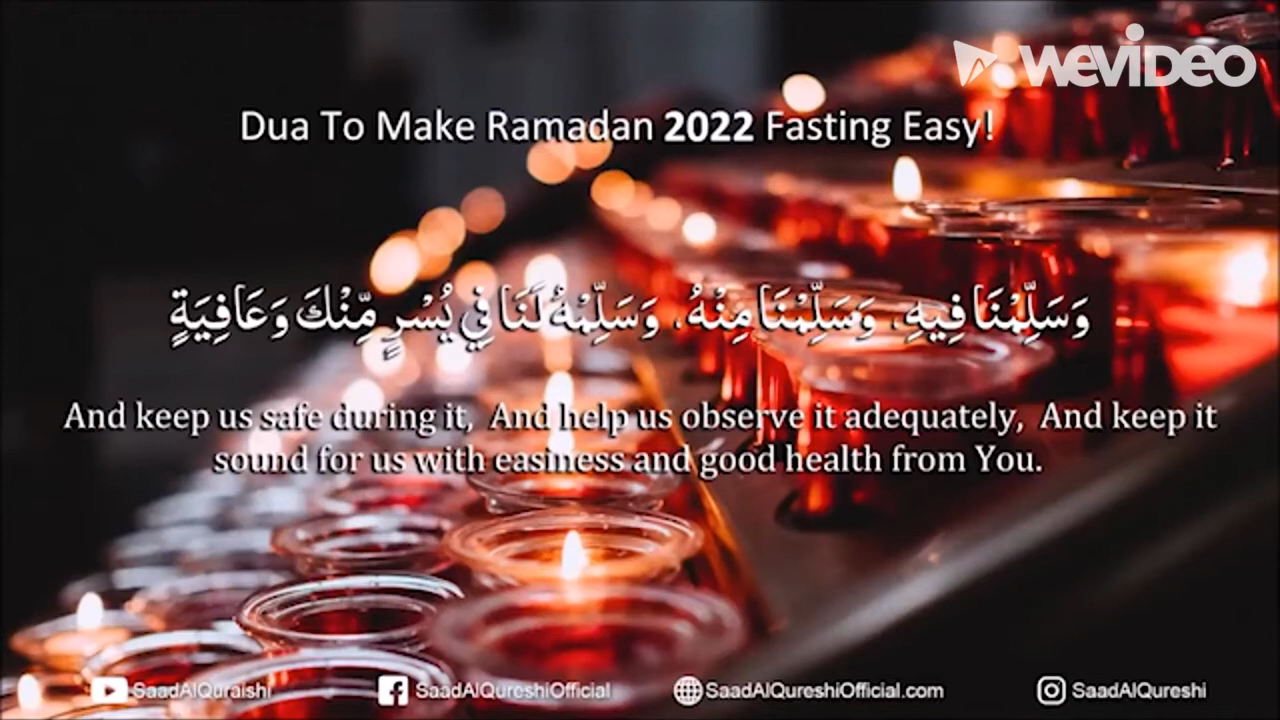 WEVIDEO
Dua To Make Ramadan 2022 Fasting Easy!
وَسَلِّمْنَا فِيهِ، وَسَلِّمْنَا مِنْهُ، وَسَلِّمْهُ لَنَا فِي يُسْرٍ مِّنْكَ وَعَافِيَةٍ
And keep us safe during it, And help us observe it adequately, And keep it
sound for us with easiness and good health from You.
SaadAlQuraishi SaadAlQureshiOfficial SaadAlQureshiOfficial.com SaadAlQureshi